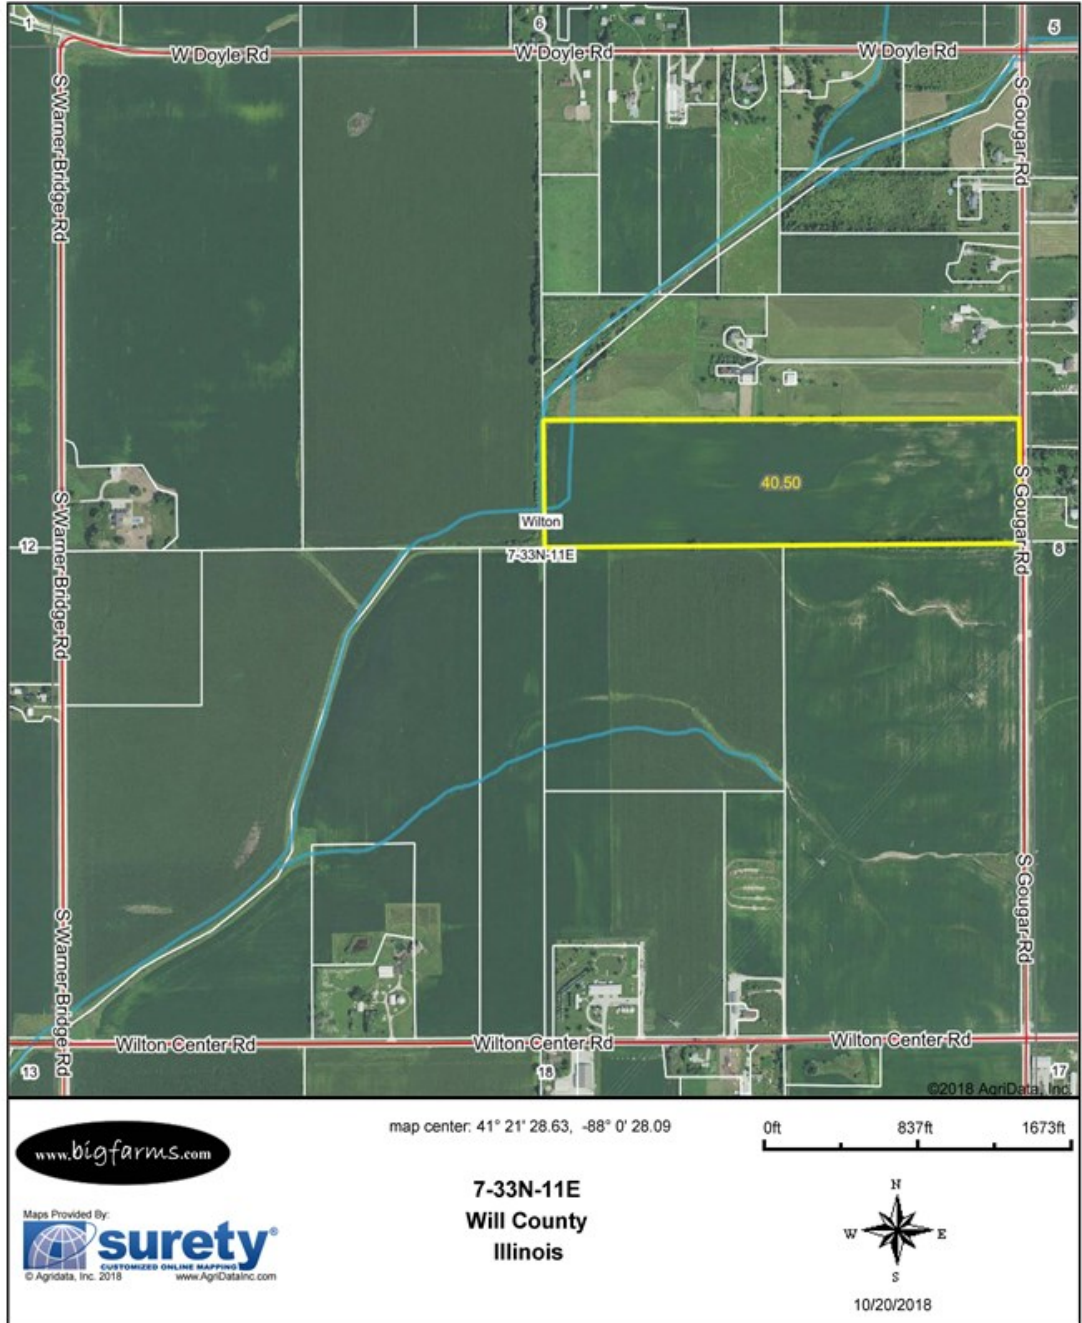 1
6
5
W Doyle Rd
W Doyle Rd
W Doyle Rd
S Warner Bridge Rd
S Gougar Rd
40.50
S Warner Bridge Rd
S Gougar Rd
Wilton
12
7-33N-11E
8
S Gougar Rd
S Warner Bridge Rd
Wilton Center Rd
Wilton Center Rd
Wilton Center Rd
13
18
17
©2018 AgriData, Inc.
www.bigfarms.com
map center: 41° 21' 28.63, -88° 0' 28.09
0ft 837ft 1673ft
7-33N-11E
Will County
Illinois
N
W E
S
Maps Provided By:
surety®
CUSTOMIZED ONLINE MAPPING
© Agridata, Inc. 2018 www.AgriDataInc.com
10/20/2018